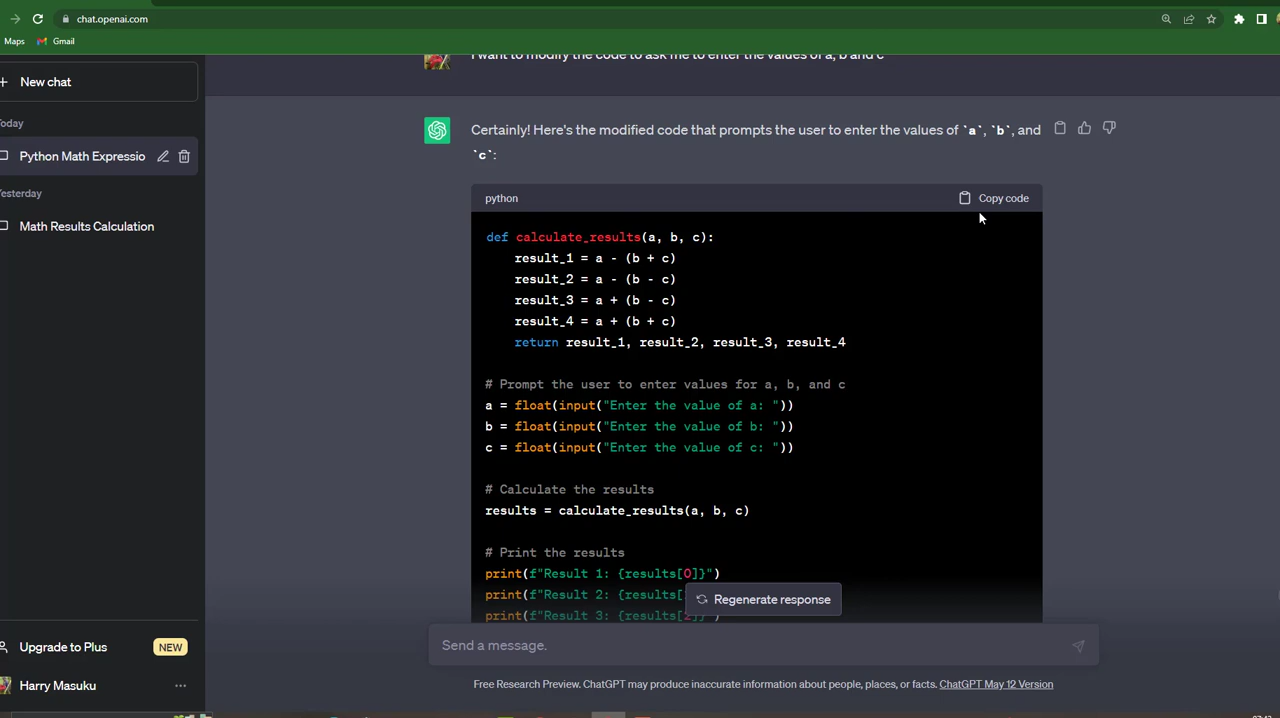 chat.openai.com
Maps
Gmail
New chat
Today
Python Math Expressio
Yesterday
Math Results Calculation
Upgrade to Plus
NEW
Harry Masuku
I want to modify the code to ask me to enter the values of a, b and c
Certainly! Here's the modified code that prompts the user to enter the values of `a`, `b`, and
`c`:
python
Copy code
def calculate_results(a, b, c):
    result_1 = a - (b + c)
    result_2 = a - (b - c)
    result_3 = a + (b - c)
    result_4 = a + (b + c)
    return result_1, result_2, result_3, result_4
# Prompt the user to enter values for a, b, and c
a = float(input("Enter the value of a: "))
b = float(input("Enter the value of b: "))
c = float(input("Enter the value of c: "))
# Calculate the results
results = calculate_results(a, b, c)
# Print the results
print(f"Result 1: {results[0]}")
print(f"Result 2: {results[
print(f"Result 3: {results[2]}")
Regenerate response
Send a message.
Free Research Preview. ChatGPT may produce inaccurate information about people, places, or facts. ChatGPT May 12 Version